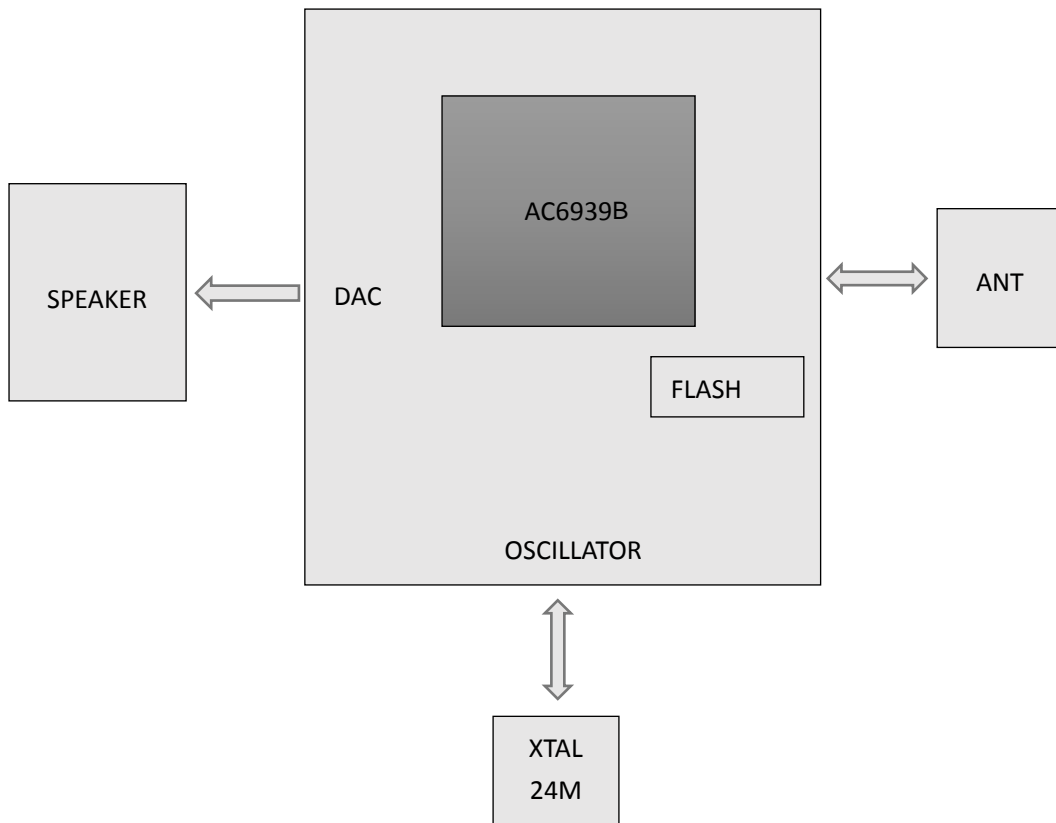 AC6939B
SPEAKER
DAC
ANT
FLASH
OSCILLATOR
XTAL
24M